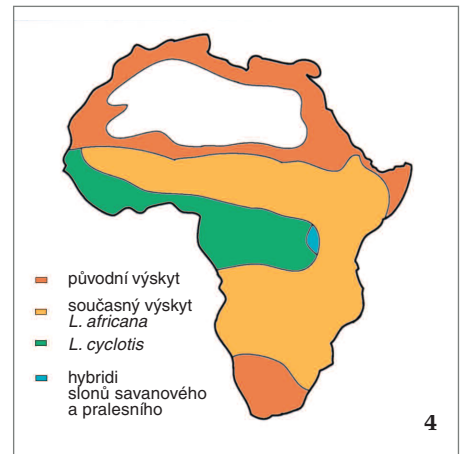 původní výskyt
současný výskyt
L. africana
L. cyclotis
hybridi
slonů savanového
a pralesního
4